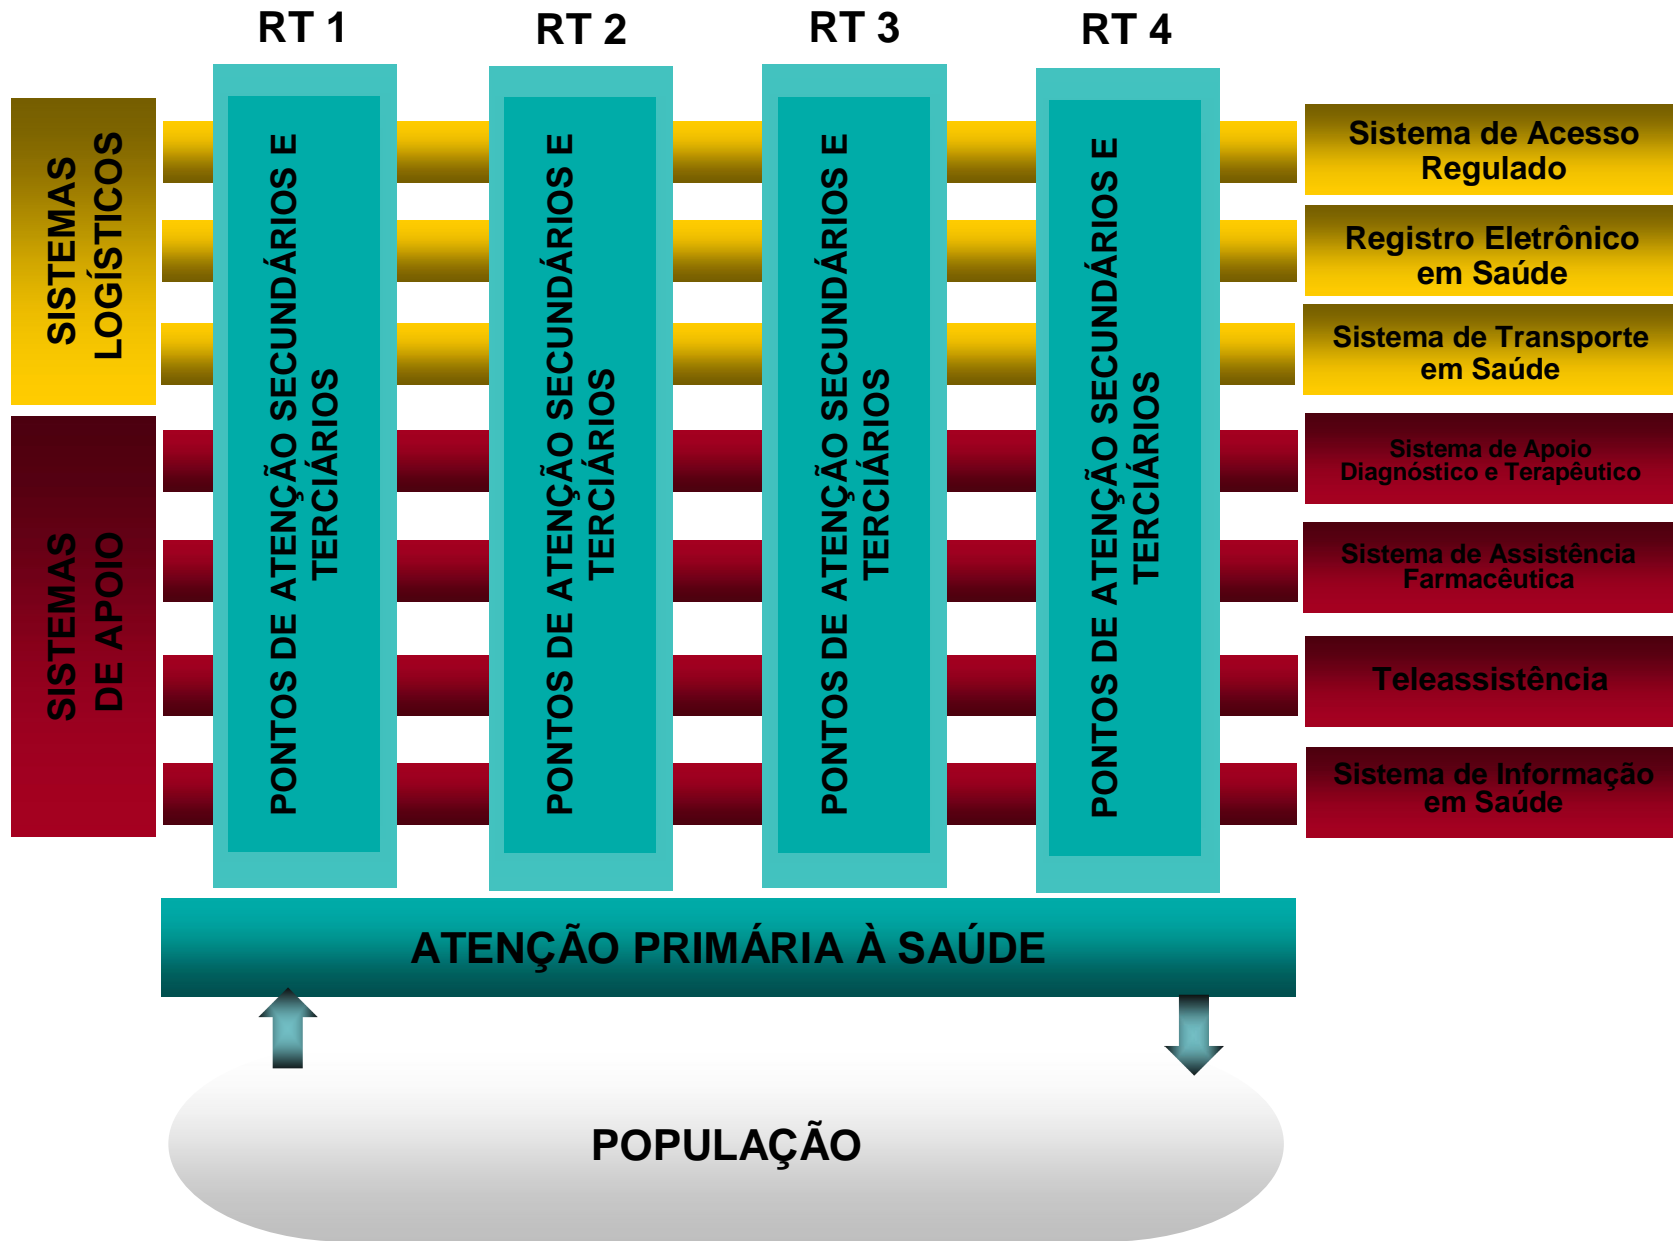 RT 1
RT 2
RT 3
RT 4
SISTEMAS
LOGÍSTICOS
SISTEMAS
DE APOIO
PONTOS DE ATENÇÃO SECUNDÁRIOS E
TERCIÁRIOS
PONTOS DE ATENÇÃO SECUNDÁRIOS E
TERCIÁRIOS
PONTOS DE ATENÇÃO SECUNDÁRIOS E
TERCIÁRIOS
PONTOS DE ATENÇÃO SECUNDÁRIOS E
TERCIÁRIOS
Sistema de Acesso
Regulado
Registro Eletrônico
em Saúde
Sistema de Transporte
em Saúde
Sistema de Apoio
Diagnóstico e Terapêutico
Sistema de Assistência
Farmacêutica
Teleassistência
Sistema de Informação
em Saúde
ATENÇÃO PRIMÁRIA À SAÚDE
POPULAÇÃO